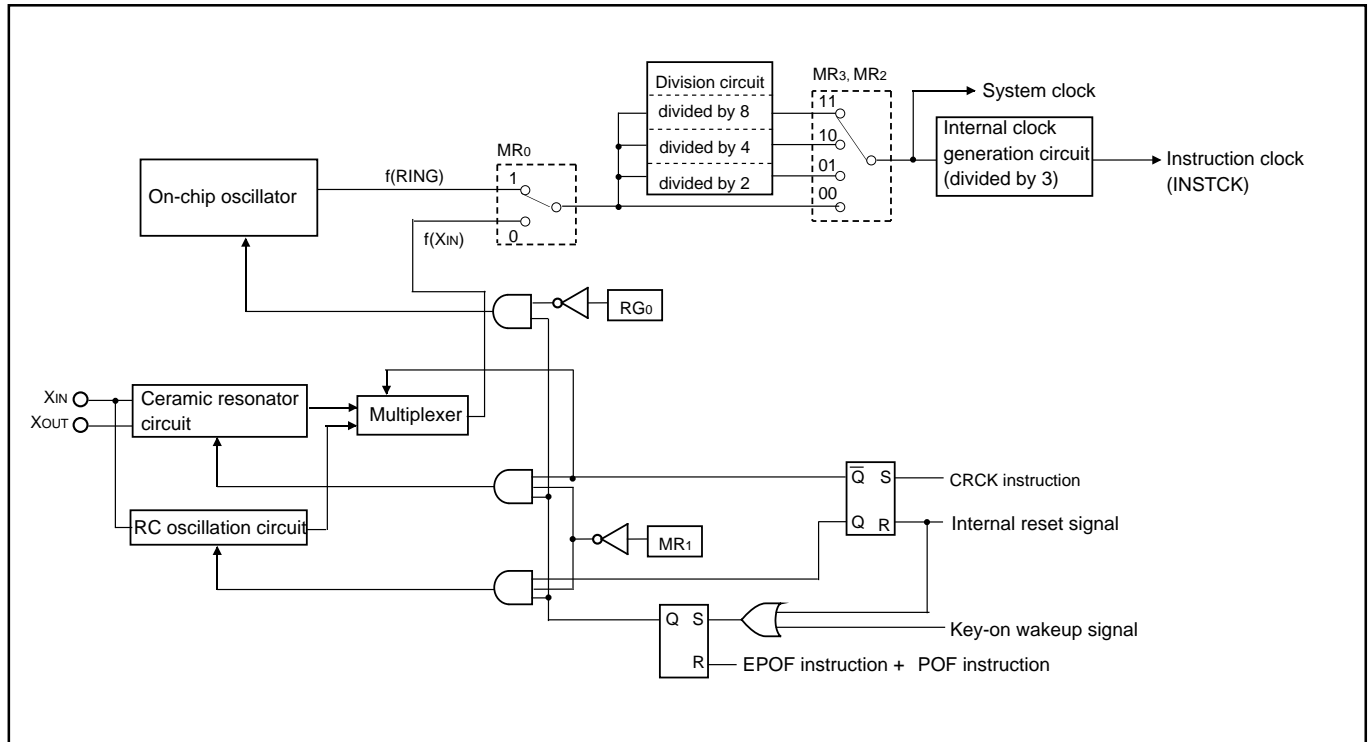 Division circuit
divided by 8
divided by 4
divided by 2
MR3, MR2
11
10
01
00
System clock
Internal clock
generation circuit
(divided by 3)
Instruction clock
(INSTCK)
On-chip oscillator
f(RING)
MR0
1
0
f(XIN)
RG0
XIN
XOUT
Ceramic resonator
circuit
Multiplexer
RC oscillation circuit
MR1
Q̅ S
Q R
CRCK instruction
Internal reset signal
Q S
R
Key-on wakeup signal
EPOF instruction + POF instruction